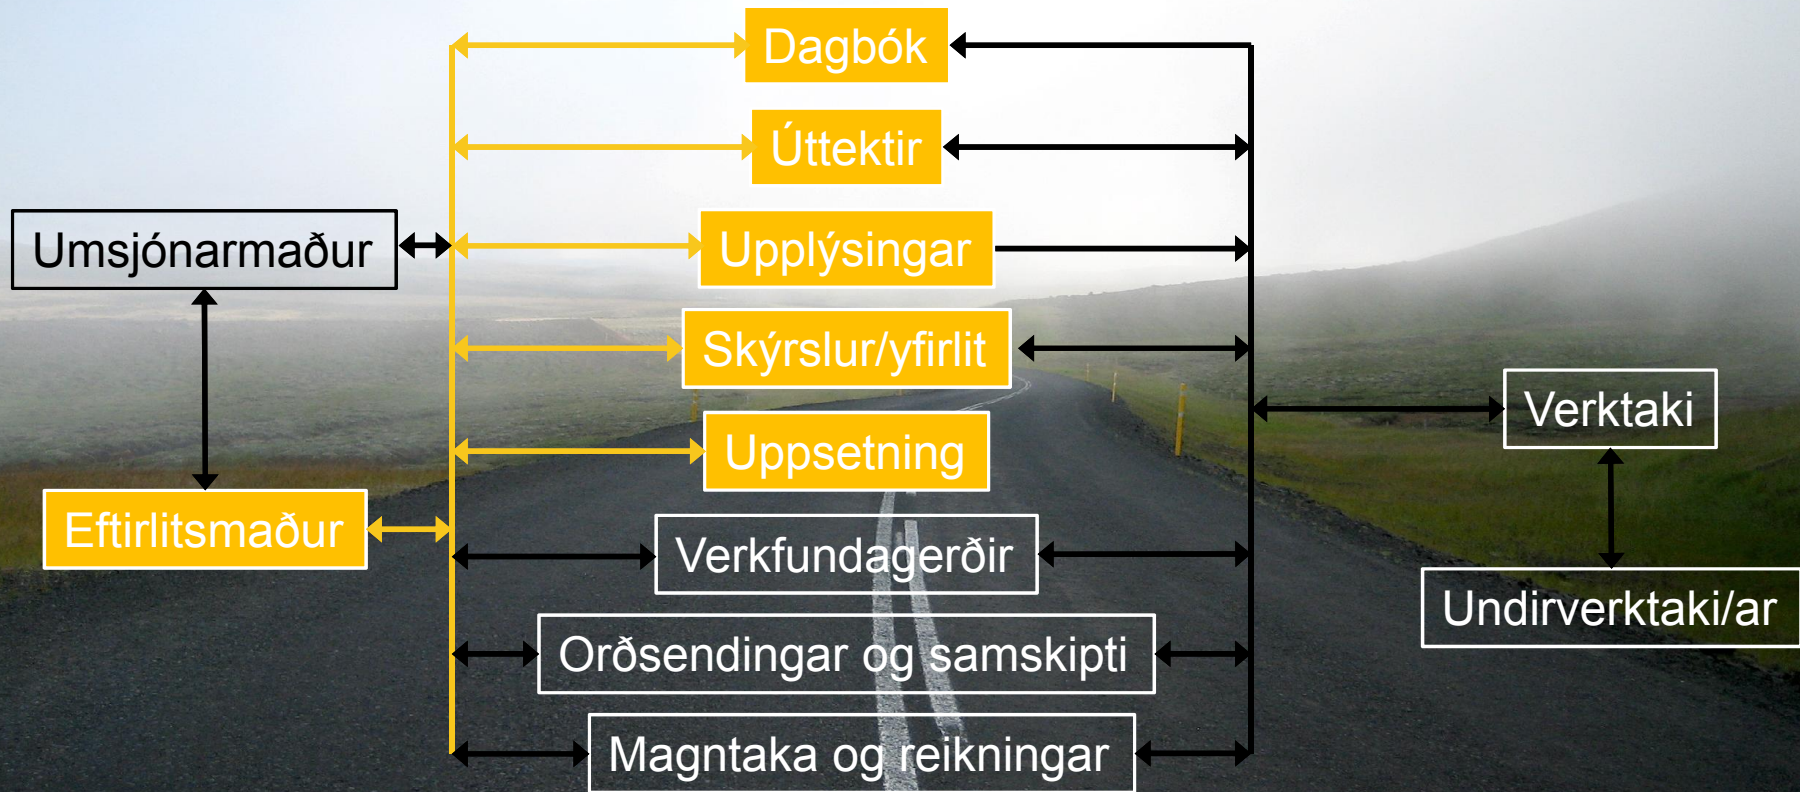 Dagbók
Úttektir
Umsjónarmaður
Upplýsingar
Skýrslur/yfirlit
Verktaki
Uppsetning
Eftirlitsmaður
Verkfundagerðir
Undirverktaki/ar
Orðsendingar og samskipti
Magntaka og reikningar